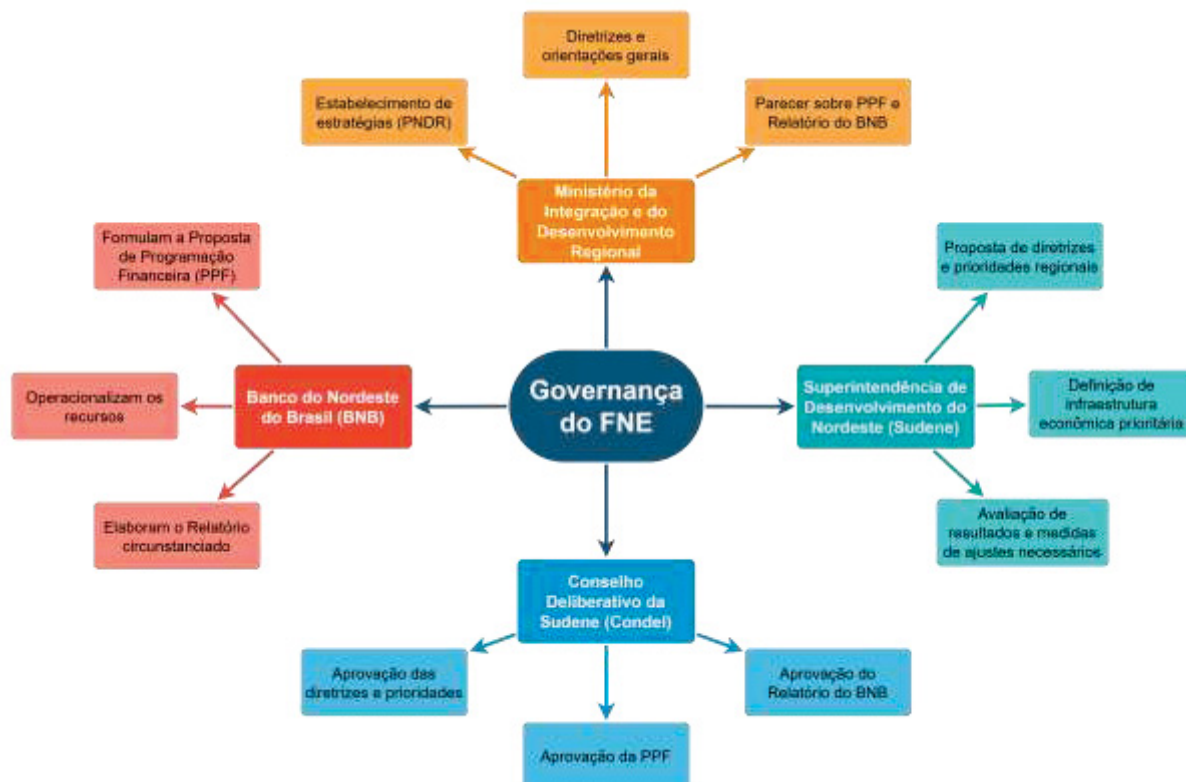 Diretrizes e
orientações gerais
Estabelecimento de
estratégias (PNDR)
Parecer sobre PPF e
Relatório do BNB
Ministério da
Integração e do
Desenvolvimento
Regional
Formulam a Proposta
de Programação
Financeira (PPF)
Proposta de diretrizes
e prioridades regionais
Operacionalizam os
recursos
Banco do Nordeste
do Brasil (BNB)
Governança
do FNE
Superintendência de
Desenvolvimento do
Nordeste (Sudene)
Definição de
infraestrutura
econômica prioritária
Elaboram o Relatório
circunstanciado
Avaliação de
resultados e medidas
de ajustes necessários
Conselho
Deliberativo da
Sudene (Condel)
Aprovação das
diretrizes e prioridades
Aprovação do
Relatório do BNB
Aprovação da PPF